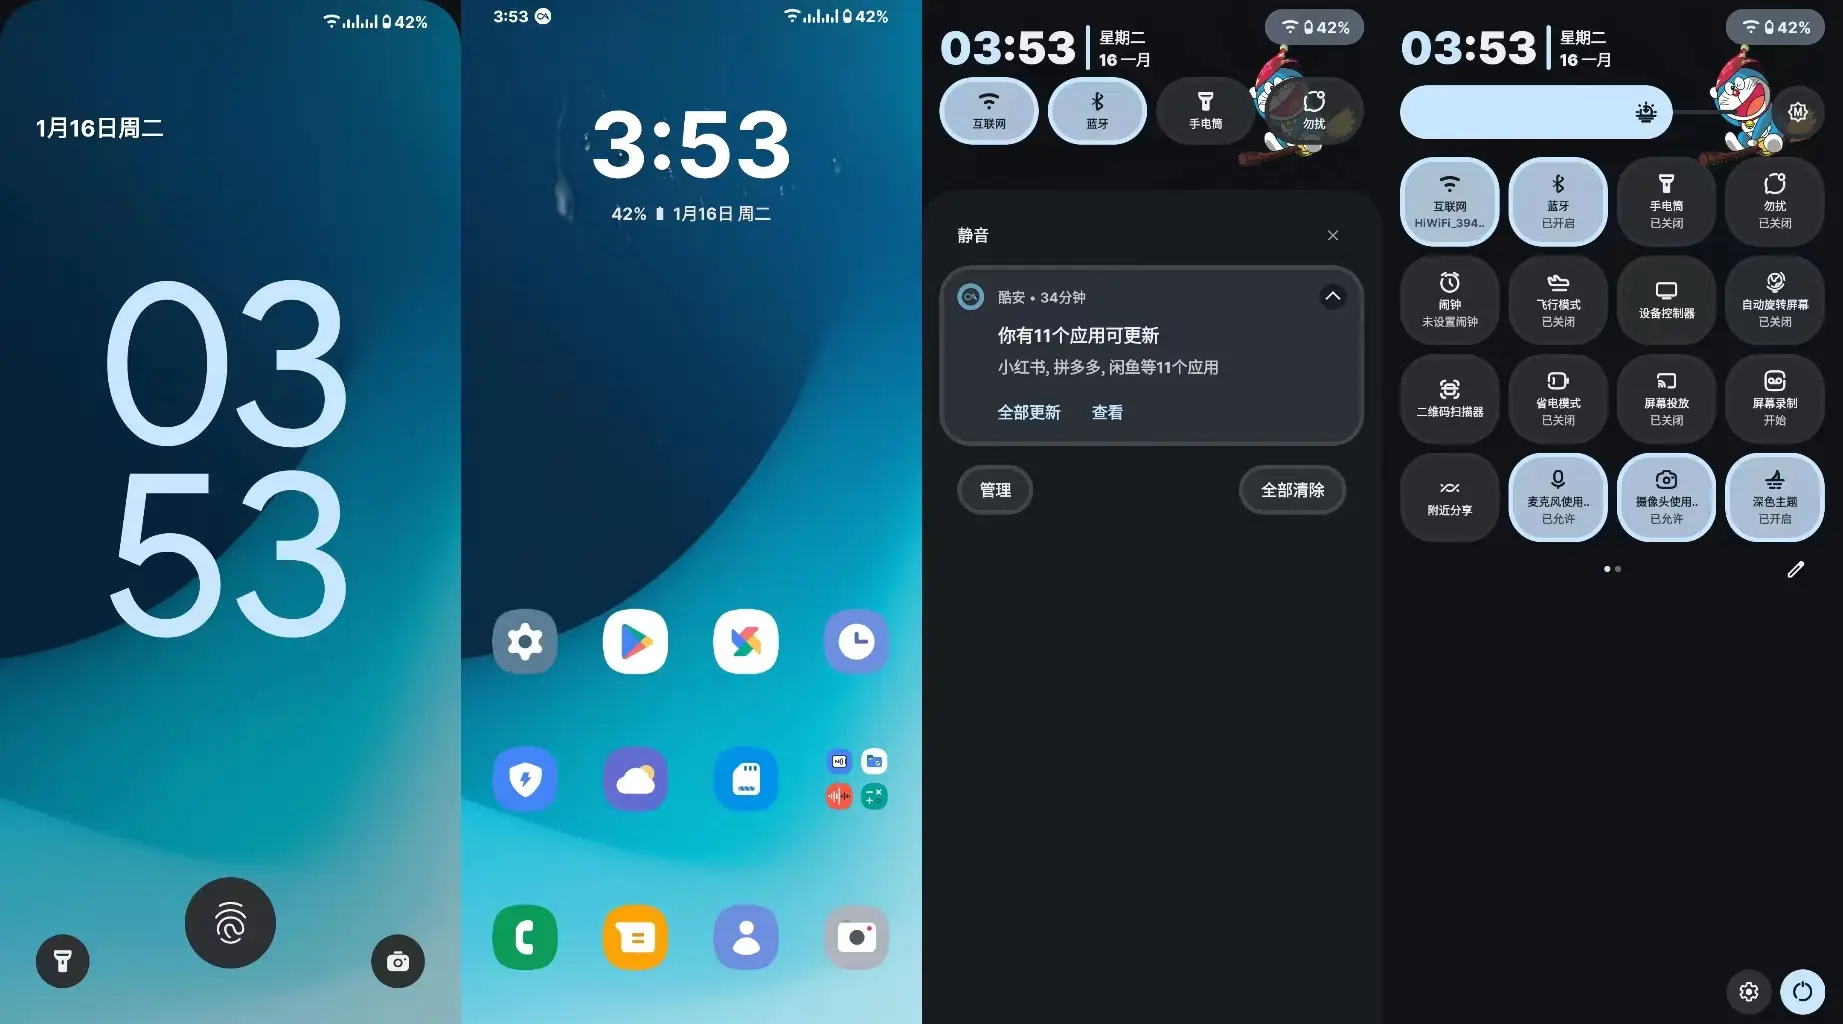 42%
1月16日周二
03
53
3:53
42%
3:53
42% 1月16日 周二
42%
03:53
星期二
16 一月
互联网
蓝牙
手电筒
勿扰
静音
酷安 • 34分钟
你有11个应用可更新
小红书, 拼多多, 闲鱼等11个应用
全部更新
查看
管理
全部清除
42%
03:53
星期二
16 一月
互联网
HiWiFi_394..
蓝牙
已开启
手电筒
已关闭
勿扰
已关闭
闹钟
未设置闹钟
飞行模式
已关闭
设备控制器
自动旋转屏幕
已关闭
二维码扫描器
省电模式
已关闭
屏幕投放
已关闭
屏幕录制
开始
附近分享
麦克风使用..
已允许
摄像头使用..
已允许
深色主题
已开启